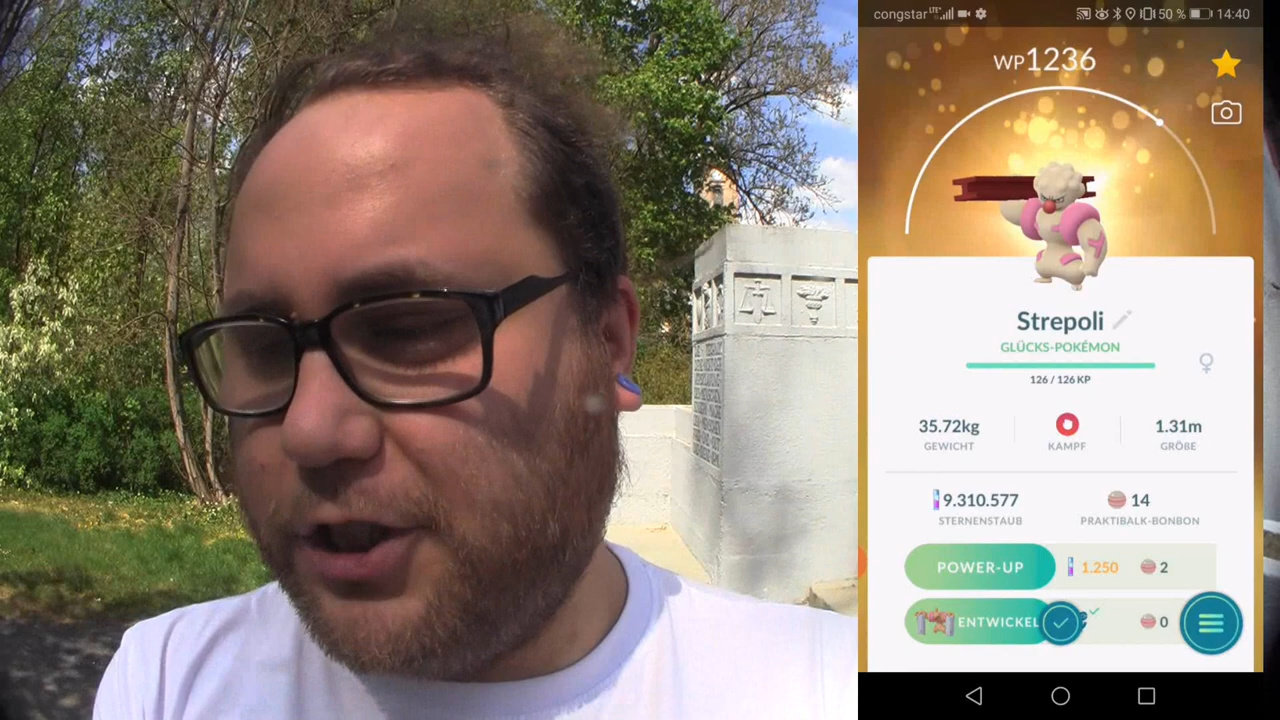 congstar LTE 50 % 14:40
WP1236
Strepoli
GLÜCKS-POKÉMON
126 / 126 KP
35.72kg
GEWICHT
KAMPF
1.31m
GRÖßE
9.310.577
STERNENSTAUB
14
PRAKTIBALK-BONBON
POWER-UP 1.250 2
ENTWICKEL 0